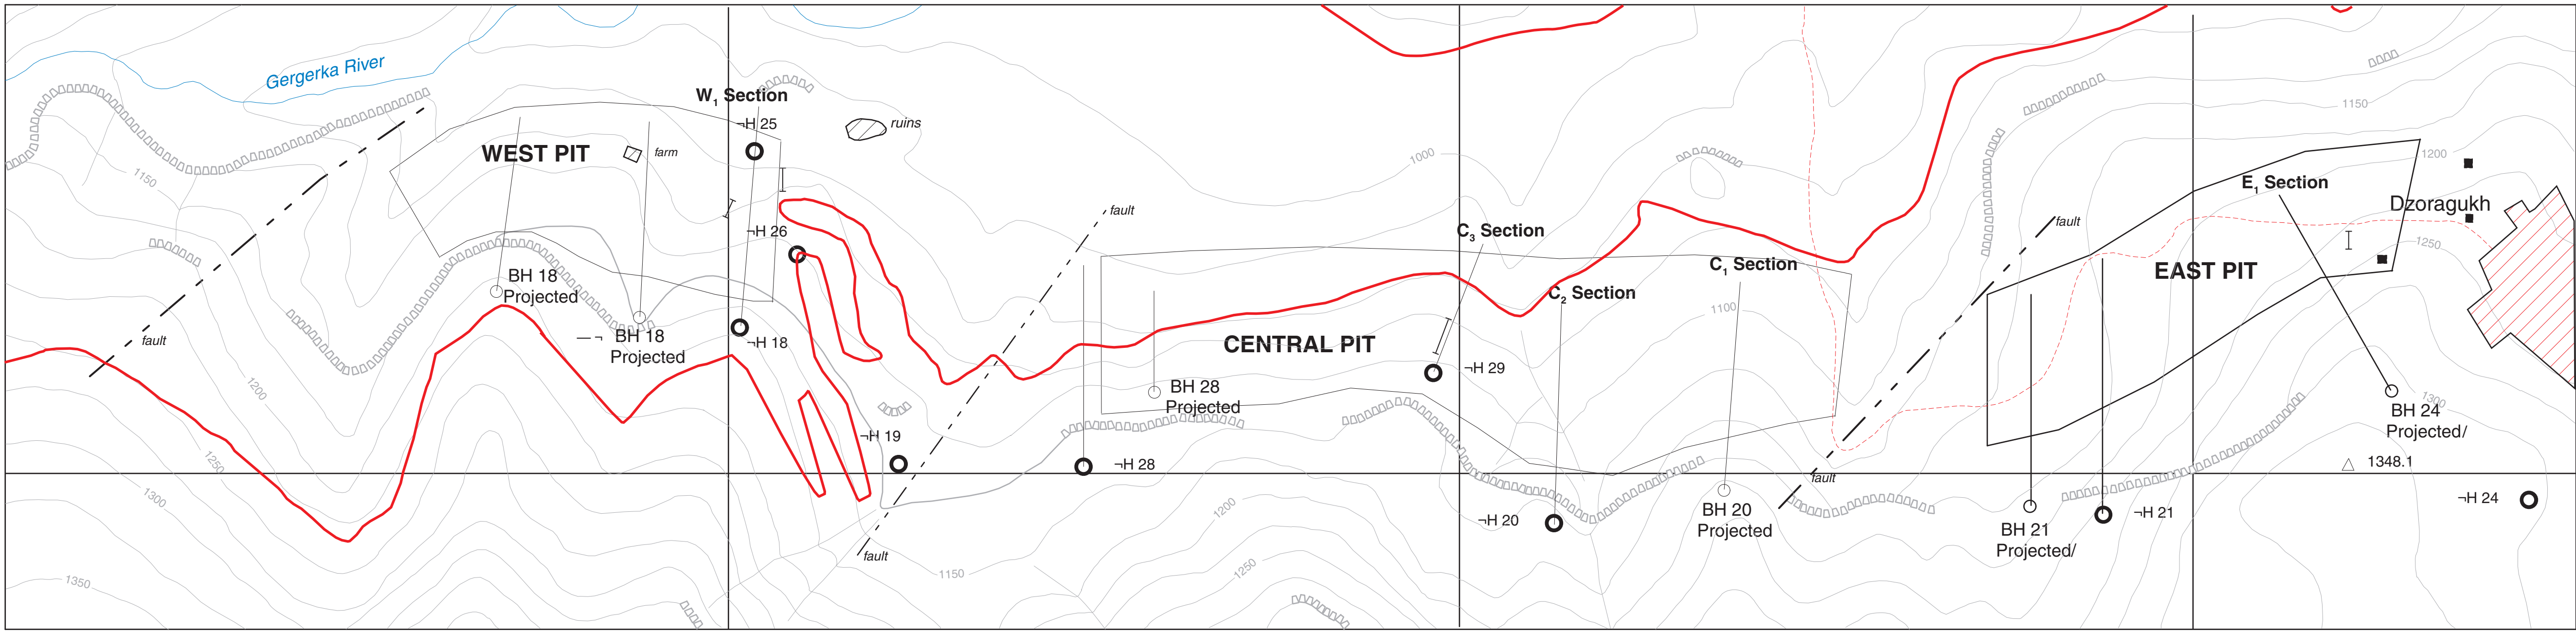 Gergerka River
W1 Section
¬H 25
ruins
WEST PIT
farm
1150
1000
1150
1200
E1 Section
Dzoragukh
fault
fault
¬H 26
C3 Section
1250
C1 Section
EAST PIT
BH 18
Projected
C2 Section
1100
fault
— ¬ BH 18
Projected
¬H 18
CENTRAL PIT
¬H 29
1200
BH 28
Projected
1300
BH 24
Projected/
¬H 19
1250
¬H 28
1348.1
fault
1300
1200
¬H 20
BH 20
Projected
¬H 21
¬H 24
BH 21
Projected/
fault
1350
1150
1250